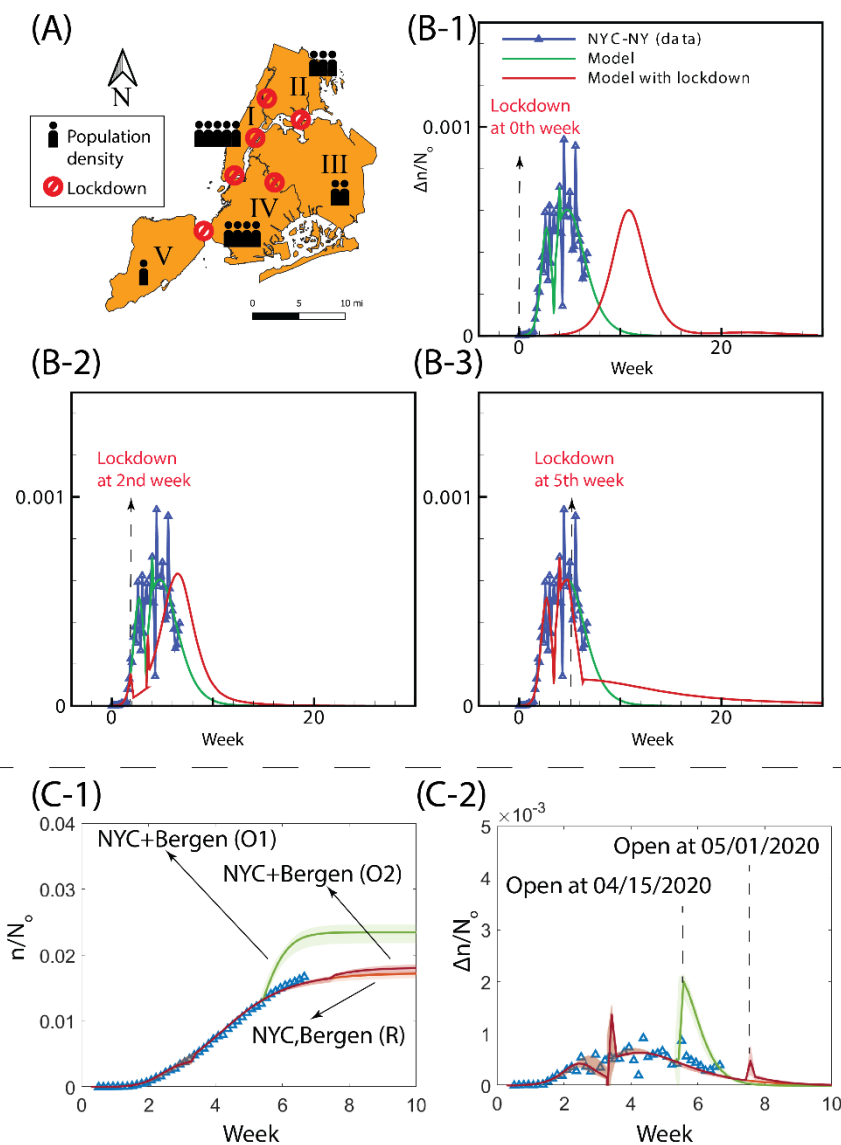 (A)
N
Population
density
Lockdown
I
II
III
IV
V
0 5 10 mi
(B-1)
NYC-NY (data)
Model
Model with lockdown
Lockdown
at 0th week
0.001
Δn/Nₒ
0
0 20
Week
(B-2)
Lockdown
at 2nd week
0.001
0
0 20
Week
(B-3)
Lockdown
at 5th week
0.001
0
0 20
Week
(C-1)
0.04
0.03
0.02
0.01
0
n/Nₒ
NYC+Bergen (O1)
NYC+Bergen (O2)
NYC,Bergen (R)
0 2 4 6 8 10
Week
(C-2)
×10⁻³
5
4
3
2
1
0
Δn/Nₒ
Open at 05/01/2020
Open at 04/15/2020
0 2 4 6 8 10
Week